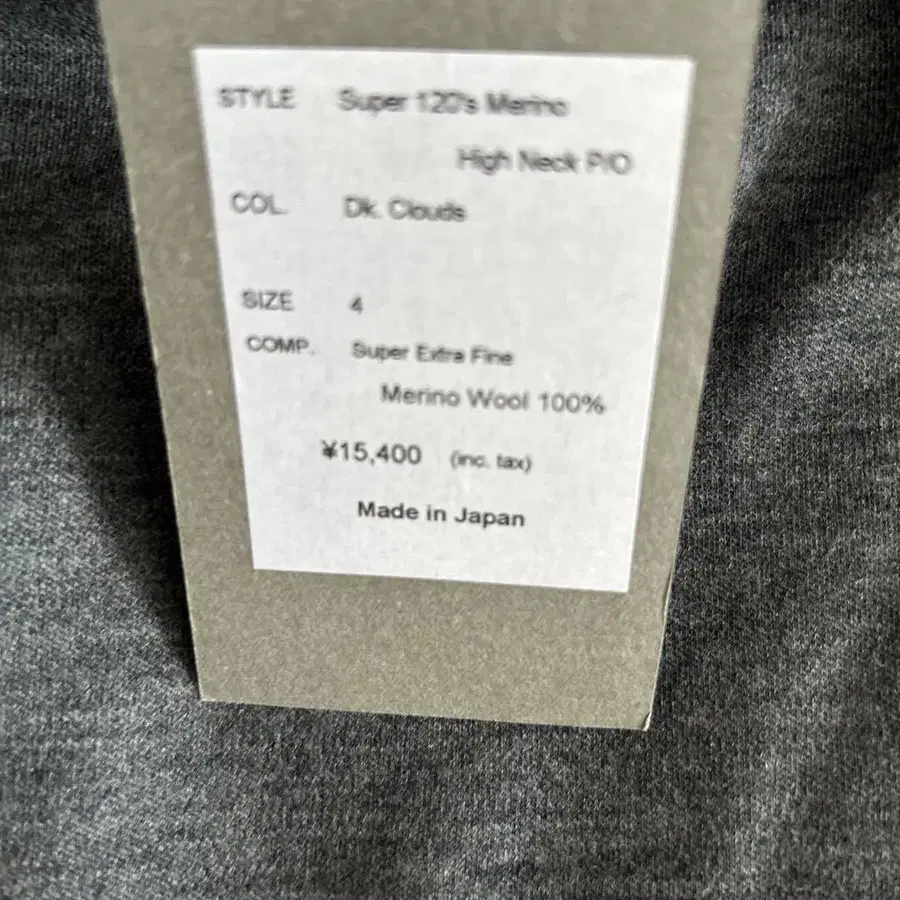 STYLE Super 120's Merino
High Neck P/O
COL. Dk. Clouds
SIZE 4
COMP. Super Extra Fine
Merino Wool 100%
¥15,400 (inc. tax)
Made in Japan